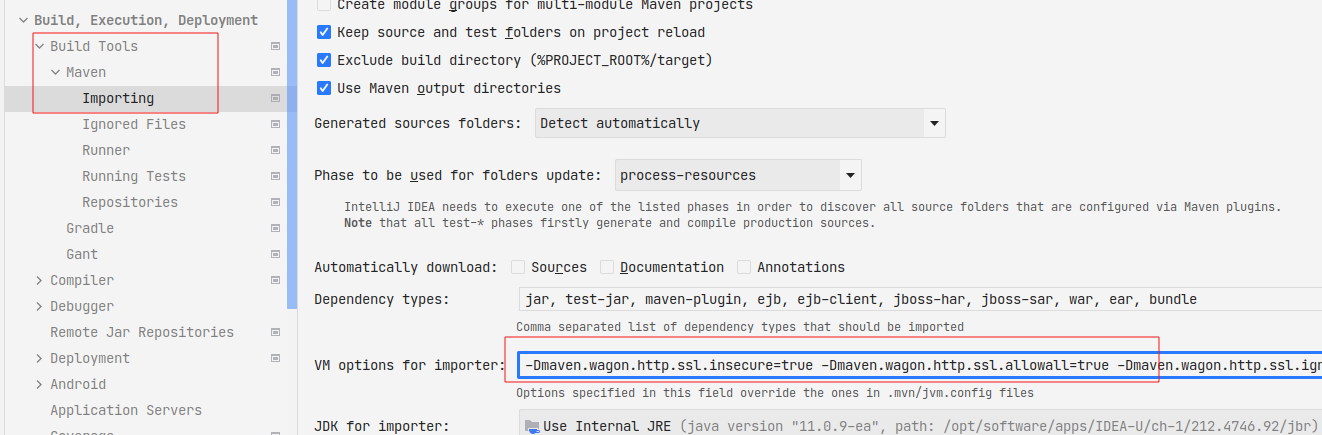 Build, Execution, Deployment
Build Tools
Maven
Importing
Ignored Files
Runner
Running Tests
Repositories
Gradle
Gant
Compiler
Debugger
Remote Jar Repositories
Deployment
Android
Application Servers
Coverage
Create module groups for multi-module Maven projects
Keep source and test folders on project reload
Exclude build directory (%PROJECT_ROOT%/target)
Use Maven output directories
Generated sources folders: Detect automatically
Phase to be used for folders update: process-resources
IntelliJ IDEA needs to execute one of the listed phases in order to discover all source folders that are configured via Maven plugins.
Note that all test-* phases firstly generate and compile production sources.
Automatically download: Sources Documentation Annotations
Dependency types: jar, test-jar, maven-plugin, ejb, ejb-client, jboss-har, jboss-sar, war, ear, bundle
Comma separated list of dependency types that should be imported
VM options for importer: -Dmaven.wagon.http.ssl.insecure=true -Dmaven.wagon.http.ssl.allowall=true -Dmaven.wagon.http.ssl.ign
Options specified in this field override the ones in .mvn/jvm.config files
JDK for importer: Use Internal JRE (java version "11.0.9-ea", path: /opt/software/apps/IDEA-U/ch-1/212.4746.92/jbr)